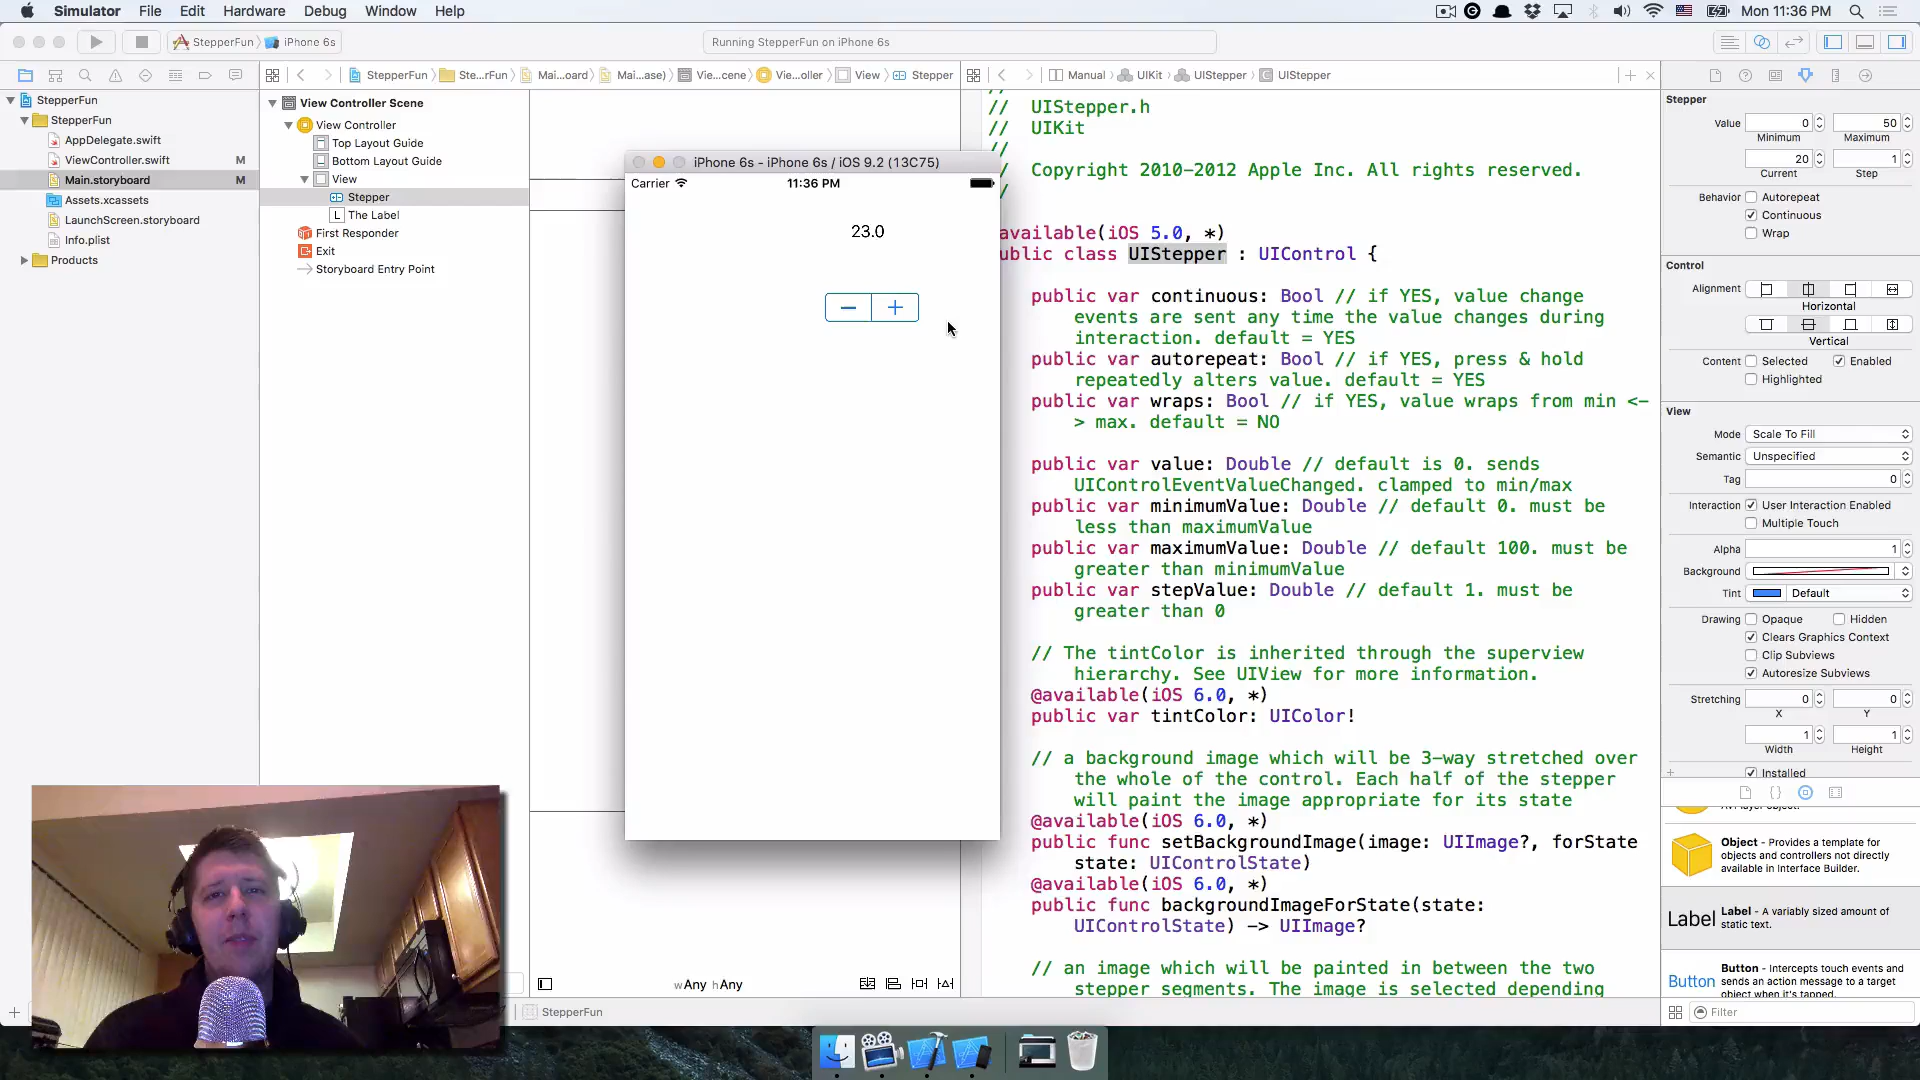 Simulator File Edit Hardware Debug Window Help
Mon 11:36 PM
StepperFun iPhone 6s
Running StepperFun on iPhone 6s
StepperFun Ste...rFun Mai...oard Mai...ase) Vie...cene Vie...oller View Stepper
Manual UIKit UIStepper UIStepper
StepperFun
StepperFun
AppDelegate.swift
ViewController.swift M
Main.storyboard M
Assets.xcassets
LaunchScreen.storyboard
Info.plist
Products
View Controller Scene
View Controller
Top Layout Guide
Bottom Layout Guide
View
Stepper
L The Label
First Responder
Exit
Storyboard Entry Point
iPhone 6s - iPhone 6s / iOS 9.2 (13C75)
Carrier 11:36 PM
23.0
− +
wAny hAny
StepperFun
//
// UIStepper.h
// UIKit
//
// Copyright 2010-2012 Apple Inc. All rights reserved.
/
available(iOS 5.0, *)
ublic class UIStepper : UIControl {
public var continuous: Bool // if YES, value change
events are sent any time the value changes during
interaction. default = YES
public var autorepeat: Bool // if YES, press & hold
repeatedly alters value. default = YES
public var wraps: Bool // if YES, value wraps from min <-
> max. default = NO
public var value: Double // default is 0. sends
UIControlEventValueChanged. clamped to min/max
public var minimumValue: Double // default 0. must be
less than maximumValue
public var maximumValue: Double // default 100. must be
greater than minimumValue
public var stepValue: Double // default 1. must be
greater than 0
// The tintColor is inherited through the superview
hierarchy. See UIView for more information.
@available(iOS 6.0, *)
public var tintColor: UIColor!
// a background image which will be 3-way stretched over
the whole of the control. Each half of the stepper
will paint the image appropriate for its state
@available(iOS 6.0, *)
public func setBackgroundImage(image: UIImage?, forState
state: UIControlState)
@available(iOS 6.0, *)
public func backgroundImageForState(state:
UIControlState) -> UIImage?
// an image which will be painted in between the two
stepper segments. The image is selected depending
Stepper
Value 0 50
Minimum Maximum
20 1
Current Step
Behavior Autorepeat
Continuous
Wrap
Control
Alignment
Horizontal
Vertical
Content Selected Enabled
Highlighted
View
Mode Scale To Fill
Semantic Unspecified
Tag 0
Interaction User Interaction Enabled
Multiple Touch
Alpha 1
Background
Tint Default
Drawing Opaque Hidden
Clears Graphics Context
Clip Subviews
Autoresize Subviews
Stretching 0 0
X Y
1 1
Width Height
Installed
Object - Provides a template for
objects and controllers not directly
available in Interface Builder.
Label Label - A variably sized amount of
static text.
Button Button - Intercepts touch events and
sends an action message to a target
object when it's tapped.
Filter